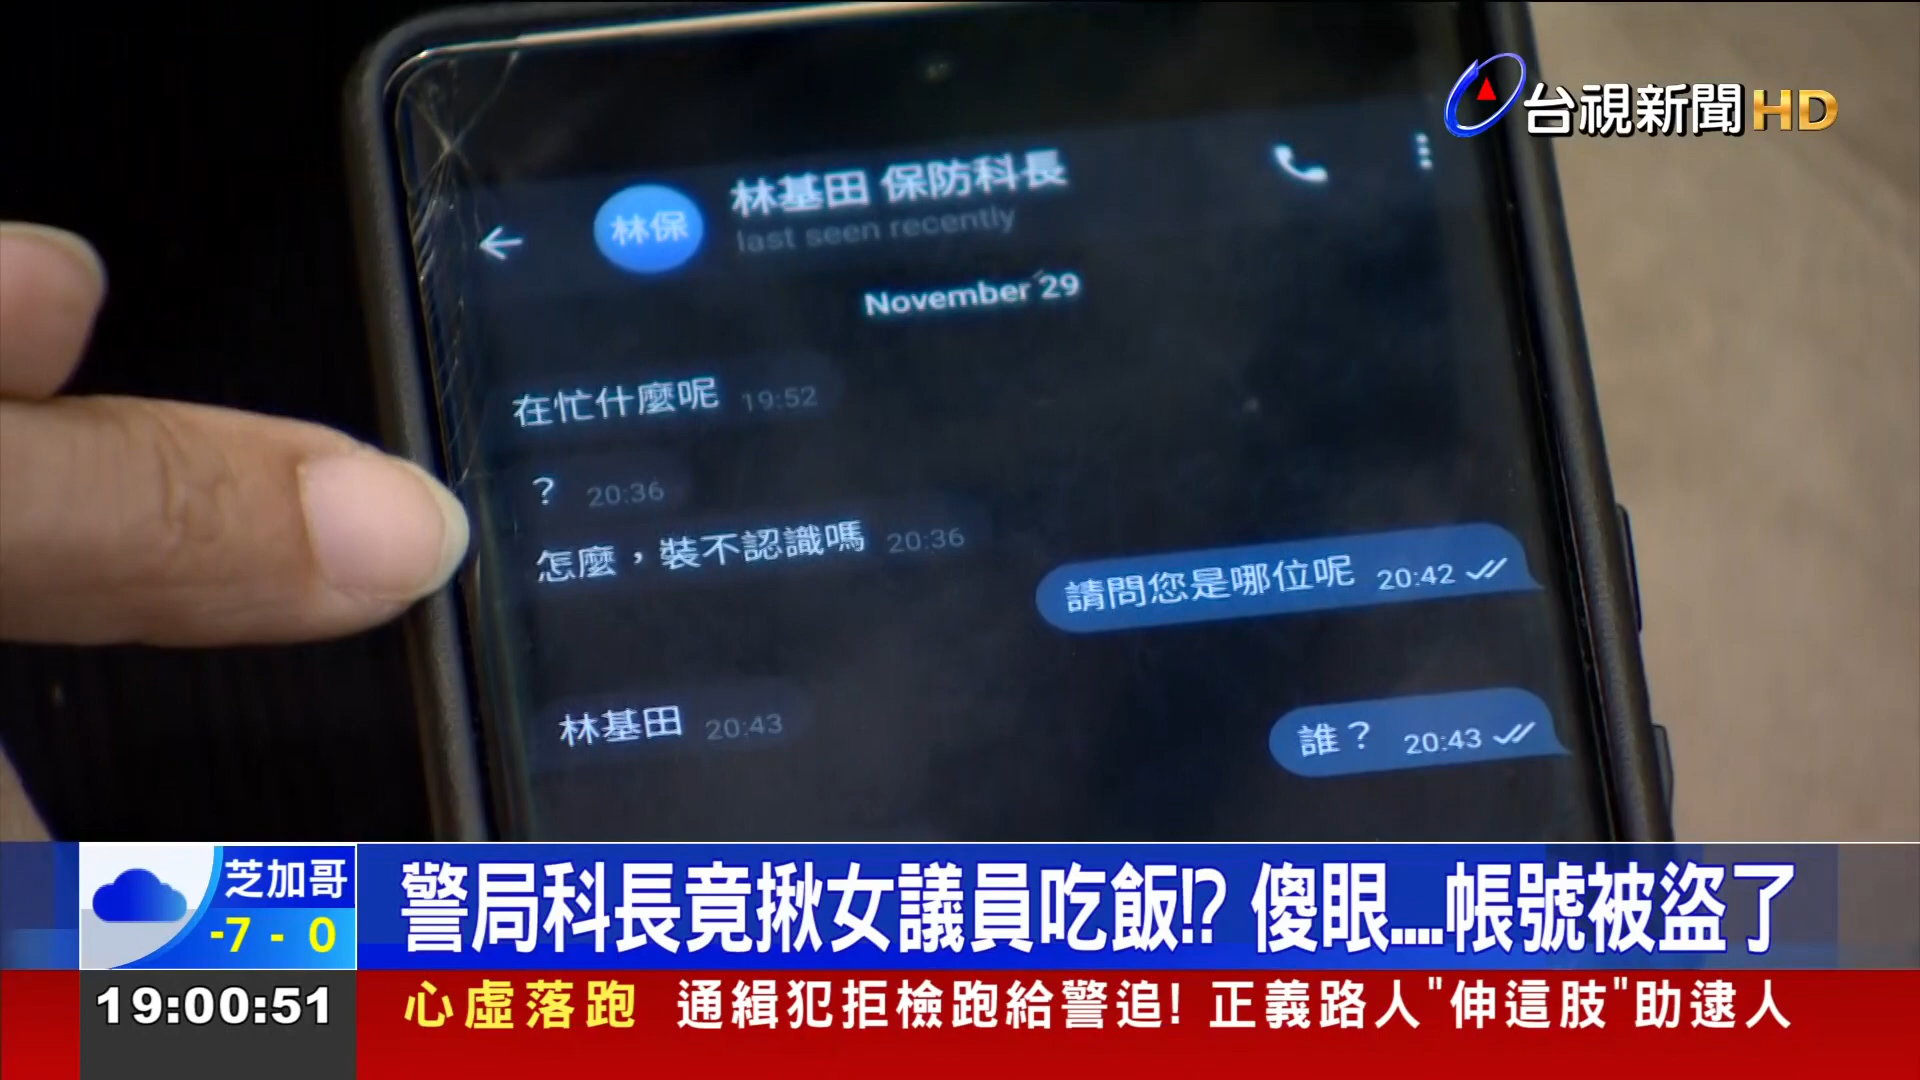 台視新聞HD
林保
林基田 保防科長
last seen recently
November 29
在忙什麼呢 19:52
? 20:36
怎麼，裝不認識嗎 20:36
請問您是哪位呢 20:42
林基田 20:43
誰? 20:43
芝加哥
-7 - 0
警局科長竟揪女議員吃飯!? 傻眼....帳號被盜了
19:00:51
心虛落跑 通緝犯拒檢跑給警追! 正義路人"伸這肢"助逮人